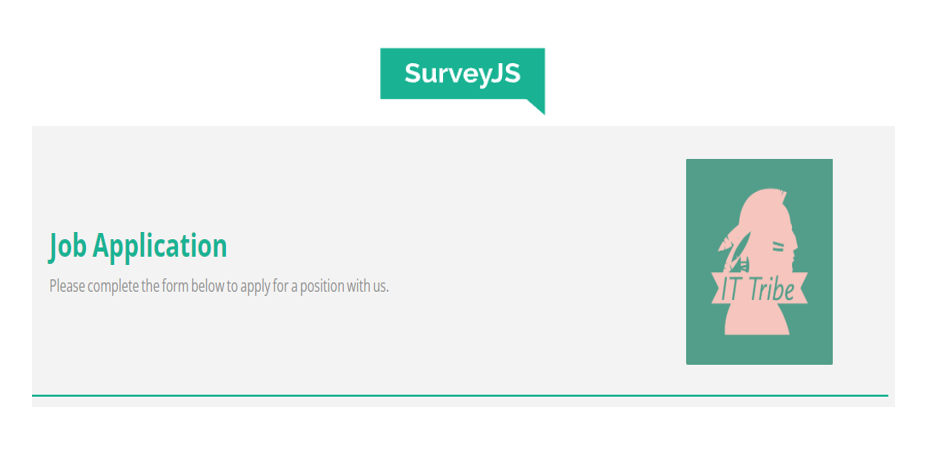 SurveyJS
Job Application
Please complete the form below to apply for a position with us.
IT Tribe